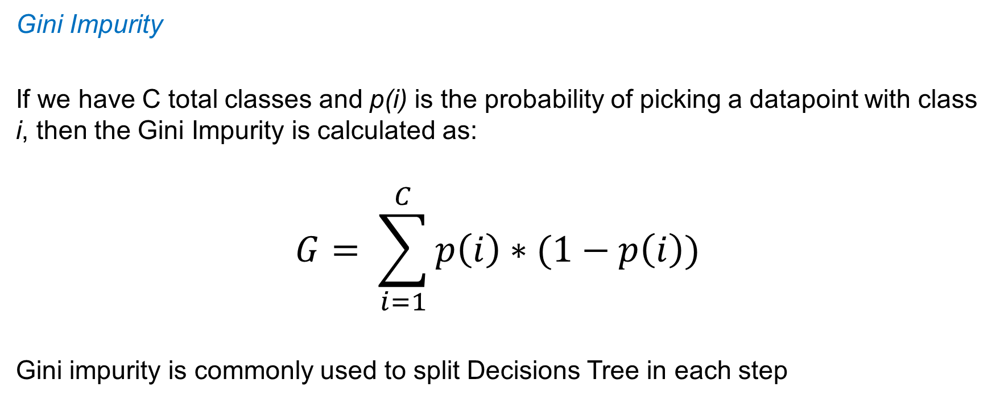 Gini Impurity
If we have C total classes and p(i) is the probability of picking a datapoint with class
i, then the Gini Impurity is calculated as:
C
G = ∑ p(i) ∗ (1 − p(i))
i=1
Gini impurity is commonly used to split Decisions Tree in each step